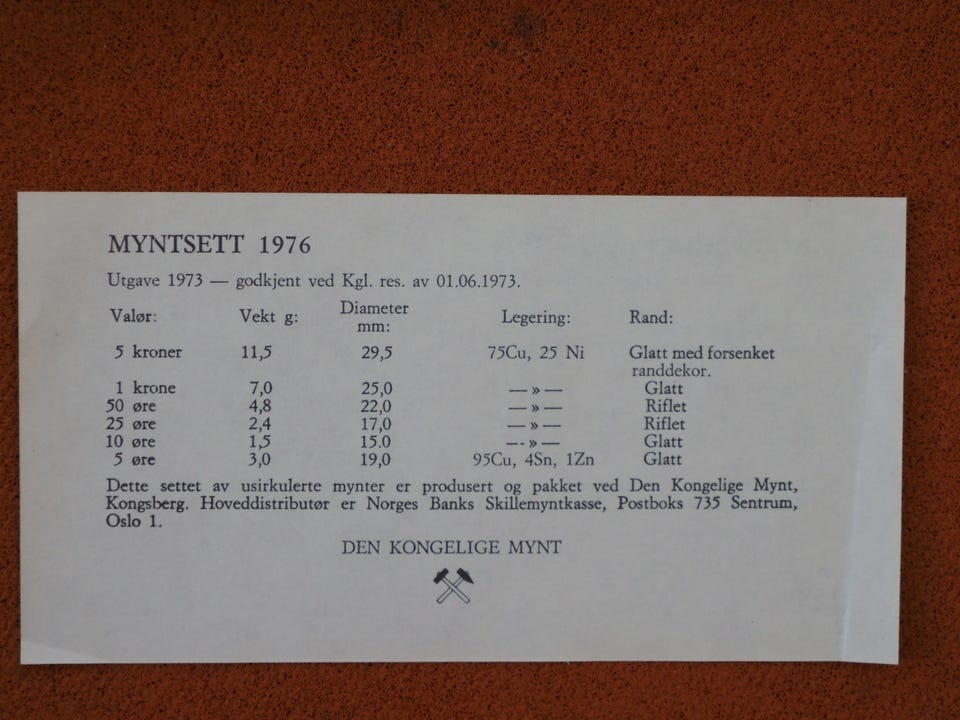 MYNTSETT 1976
Utgave 1973 — godkjent ved Kgl. res. av 01.06.1973.
Valør: Vekt g: Diameter mm: Legering: Rand:
5 kroner 11,5 29,5 75Cu, 25 Ni Glatt med forsenket
randdekor.
1 krone 7,0 25,0 — » — Glatt
50 øre 4,8 22,0 — » — Riflet
25 øre 2,4 17,0 — » — Riflet
10 øre 1,5 15.0 — » — Glatt
5 øre 3,0 19,0 95Cu, 4Sn, 1Zn Glatt
Dette settet av usirkulerte mynter er produsert og pakket ved Den Kongelige Mynt,
Kongsberg. Hoveddistributør er Norges Banks Skillemyntkasse, Postboks 735 Sentrum,
Oslo 1.
DEN KONGELIGE MYNT